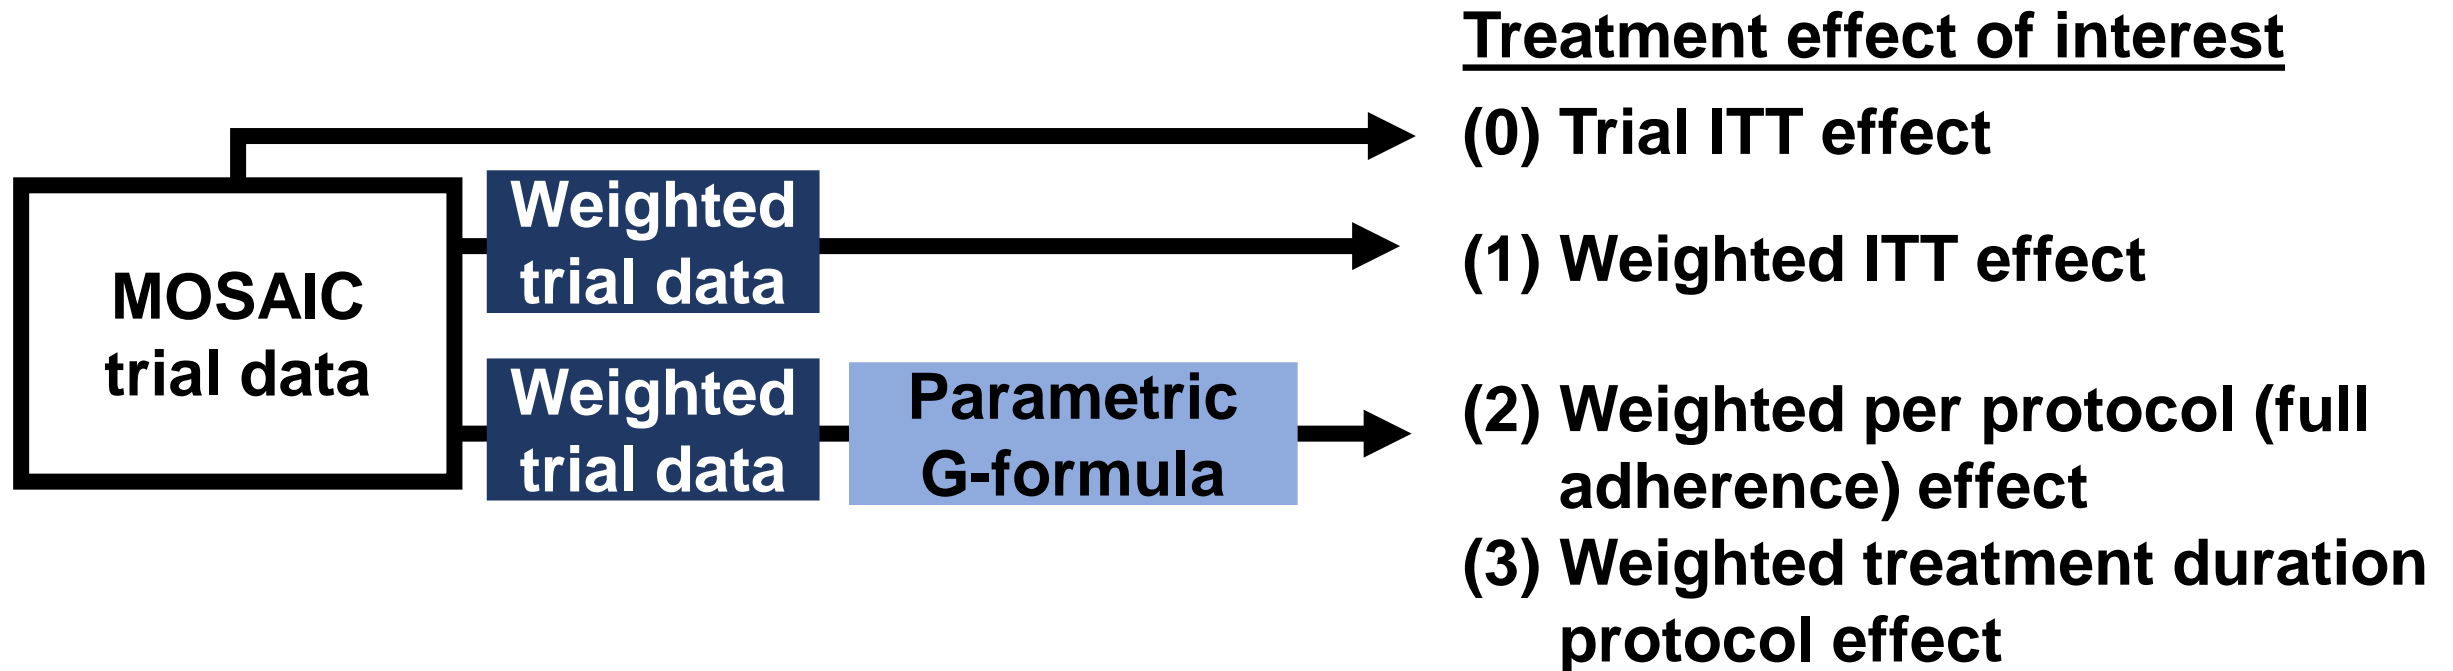 Treatment effect of interest
(0) Trial ITT effect
Weighted
trial data
(1) Weighted ITT effect
MOSAIC
trial data
Weighted
trial data
Parametric
G-formula
(2) Weighted per protocol (full
adherence) effect
(3) Weighted treatment duration
protocol effect